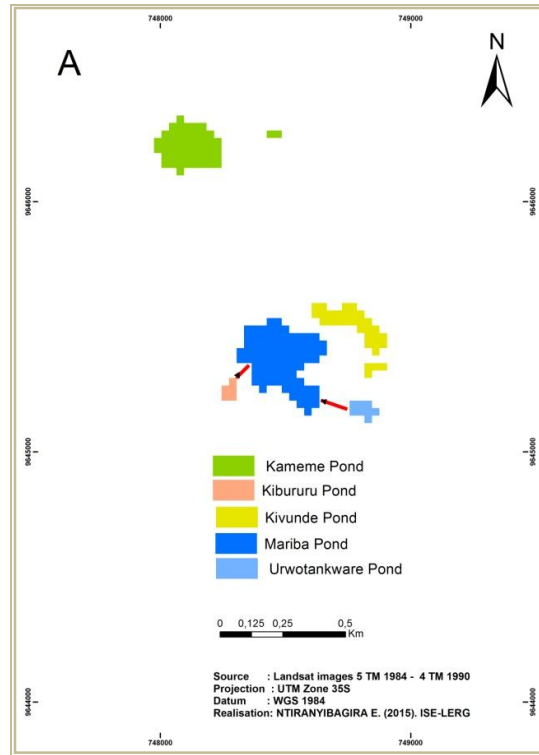 748000 749000
A
N
9646000 9646000
9645000 9645000
Kameme Pond
Kibururu Pond
Kivunde Pond
Mariba Pond
Urwotankware Pond
0 0,125 0,25 0,5
Km
Source : Landsat images 5 TM 1984 - 4 TM 1990
Projection : UTM Zone 35S
Datum : WGS 1984
Realisation: NTIRANYIBAGIRA E. (2015). ISE-LERG
9644000 9644000
748000 749000